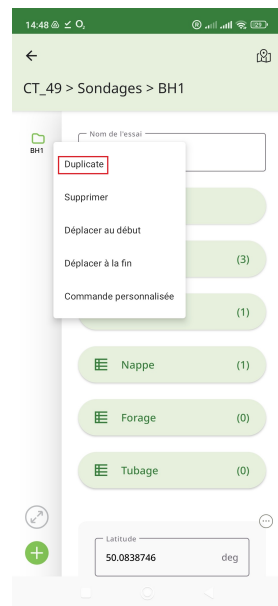 14:48
CT_49 > Sondages > BH1
BH1
Nom de l'essai
Duplicate
Supprimer
Déplacer au début
Déplacer à la fin
Commande personnalisée
(3)
(1)
Nappe (1)
Forage (0)
Tubage (0)
Latitude
50.0838746 deg